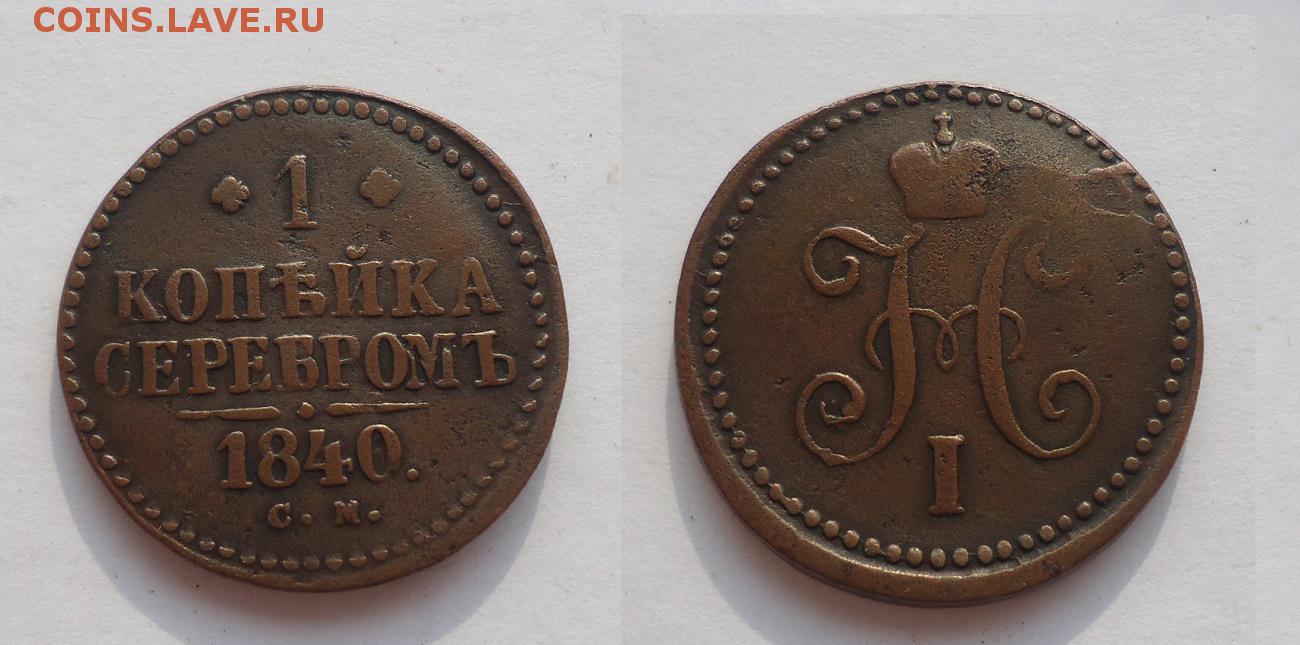 COINS.LAVE.RU
1
КОПѢЙКА
СЕРЕБРОМЪ
1840.
С. М.
Н
I